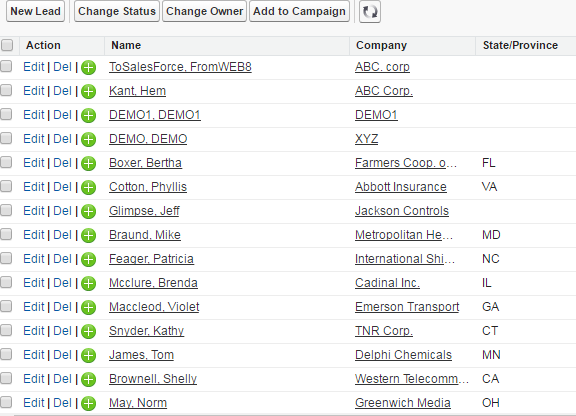 New Lead Change Status Change Owner Add to Campaign
Action Name Company State/Province
Edit | Del | ToSalesForce, FromWEB8 ABC. corp
Edit | Del | Kant, Hem ABC Corp.
Edit | Del | DEMO1, DEMO1 DEMO1
Edit | Del | DEMO, DEMO XYZ
Edit | Del | Boxer, Bertha Farmers Coop. o... FL
Edit | Del | Cotton, Phyllis Abbott Insurance VA
Edit | Del | Glimpse, Jeff Jackson Controls
Edit | Del | Braund, Mike Metropolitan He... MD
Edit | Del | Feager, Patricia International Shi... NC
Edit | Del | Mcclure, Brenda Cadinal Inc. IL
Edit | Del | Maccleod, Violet Emerson Transport GA
Edit | Del | Snyder, Kathy TNR Corp. CT
Edit | Del | James, Tom Delphi Chemicals MN
Edit | Del | Brownell, Shelly Western Telecomm... CA
Edit | Del | May, Norm Greenwich Media OH